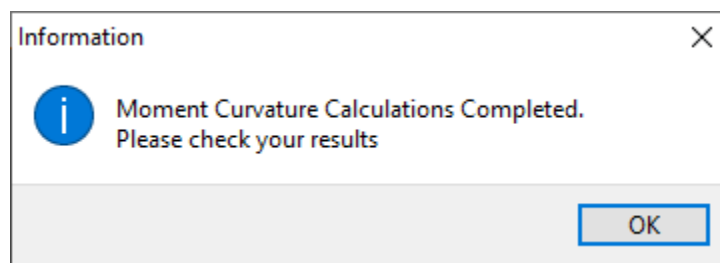 Information
Moment Curvature Calculations Completed.
Please check your results
OK